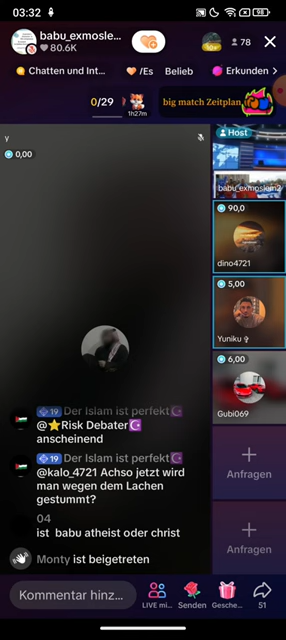 03:32
98
babu_exmosle...
80.6K
78
Chatten und Int...
/Es
Belieb
Erkunden
0/29
1h27m
big match Zeitplan
y
0,00
Host
babu_exmoslem2
90,0
dino4721
5,00
Yuniku
6,00
Gubi069
19 Der Islam ist perfekt
@Risk Debater
anscheinend
19 Der Islam ist perfekt
@kalo_4721 Achso jetzt wird
man wegen dem Lachen
gestummt?
04
ist babu atheist oder christ
Monty ist beigetreten
Anfragen
Anfragen
Kommentar hinz...
LIVE mi...
Senden
Gesche...
51